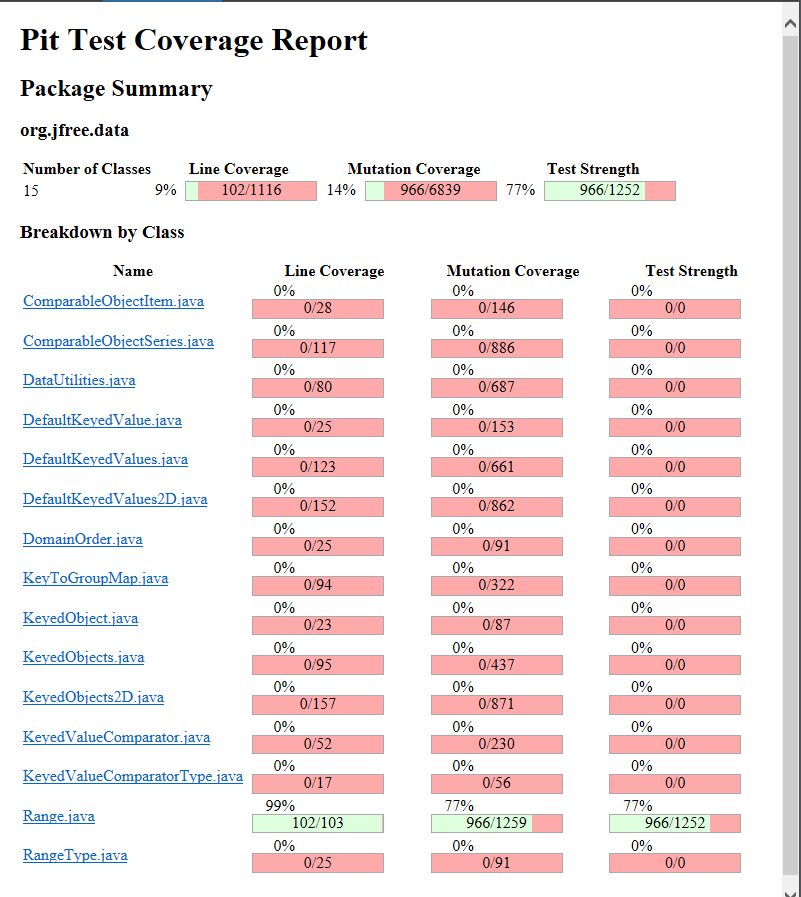 Pit Test Coverage Report
Package Summary
org.jfree.data
Number of Classes Line Coverage Mutation Coverage Test Strength
15 9% 102/1116 14% 966/6839 77% 966/1252
Breakdown by Class
Name Line Coverage Mutation Coverage Test Strength
ComparableObjectItem.java 0% 0/28 0% 0/146 0% 0/0
ComparableObjectSeries.java 0% 0/117 0% 0/886 0% 0/0
DataUtilities.java 0% 0/80 0% 0/687 0% 0/0
DefaultKeyedValue.java 0% 0/25 0% 0/153 0% 0/0
DefaultKeyedValues.java 0% 0/123 0% 0/661 0% 0/0
DefaultKeyedValues2D.java 0% 0/152 0% 0/862 0% 0/0
DomainOrder.java 0% 0/25 0% 0/91 0% 0/0
KeyToGroupMap.java 0% 0/94 0% 0/322 0% 0/0
KeyedObject.java 0% 0/23 0% 0/87 0% 0/0
KeyedObjects.java 0% 0/95 0% 0/437 0% 0/0
KeyedObjects2D.java 0% 0/157 0% 0/871 0% 0/0
KeyedValueComparator.java 0% 0/52 0% 0/230 0% 0/0
KeyedValueComparatorType.java 0% 0/17 0% 0/56 0% 0/0
Range.java 99% 102/103 77% 966/1259 77% 966/1252
RangeType.java 0% 0/25 0% 0/91 0% 0/0